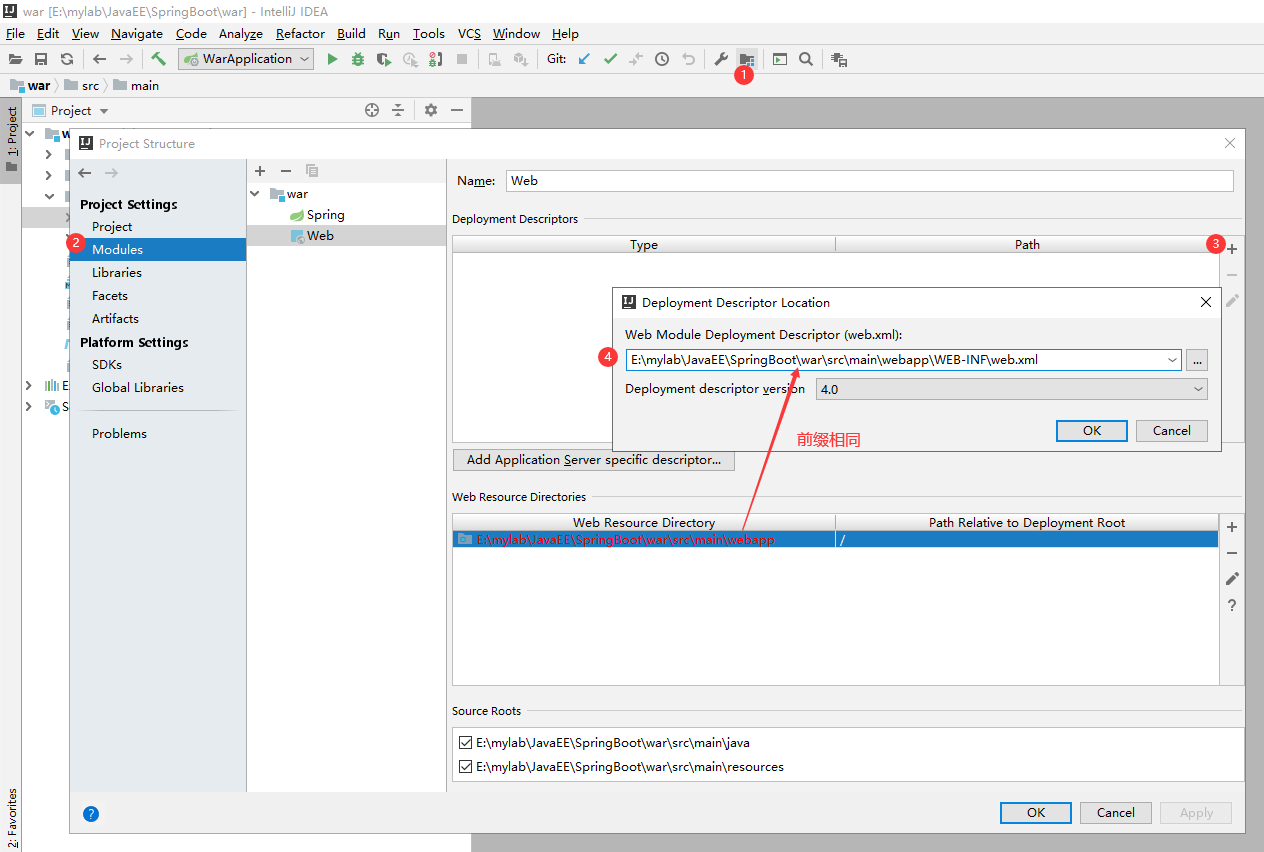 war [E:\mylab\JavaEE\SpringBoot\war] - IntelliJ IDEA
File Edit View Navigate Code Analyze Refactor Build Run Tools VCS Window Help
WarApplication Git:
1
war src main
1: Project
Project
Project Structure
Project Settings
Project
2 Modules
Libraries
Facets
Artifacts
Platform Settings
SDKs
Global Libraries
Problems
war
Spring
Web
Name: Web
Deployment Descriptors
Type Path
3
Deployment Descriptor Location
Web Module Deployment Descriptor (web.xml):
4 E:\mylab\JavaEE\SpringBoot\war\src\main\webapp\WEB-INF\web.xml ...
Deployment descriptor version 4.0
OK Cancel
前缀相同
Add Application Server specific descriptor...
Web Resource Directories
Web Resource Directory Path Relative to Deployment Root
E:\mylab\JavaEE\SpringBoot\war\src\main\webapp /
?
Source Roots
E:\mylab\JavaEE\SpringBoot\war\src\main\java
E:\mylab\JavaEE\SpringBoot\war\src\main\resources
? OK Cancel Apply
2: Favorites